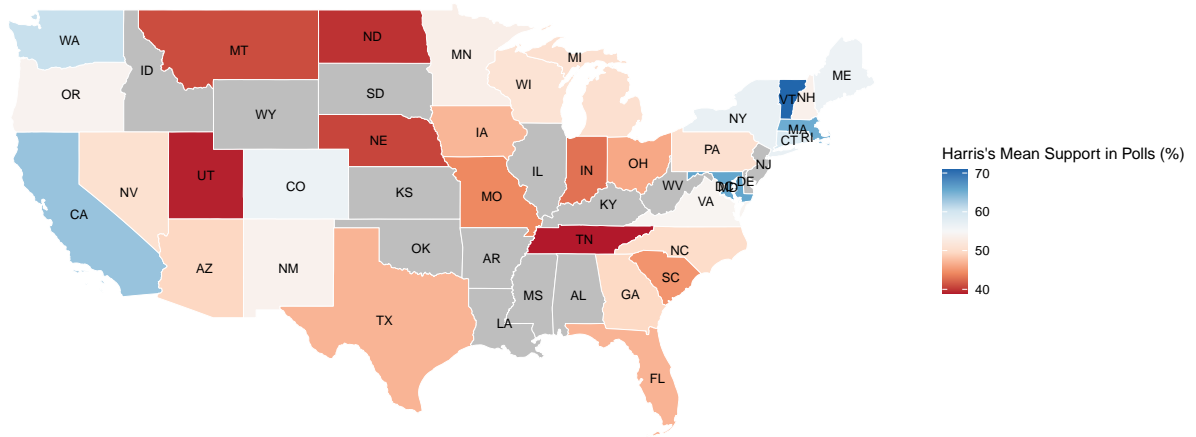 WA
MT
ND
MN
MI
ME
ID
OR
WI
SD
VT
NH
WY
NY
MA
RI
CT
IA
NE
PA
NJ
OH
IL
IN
NV
UT
CO
DE
DC
MD
WV
KS
MO
VA
CA
KY
TN
NC
OK
AR
AZ
NM
SC
MS
AL
GA
TX
LA
FL
Harris's Mean Support in Polls (%)
70
60
50
40